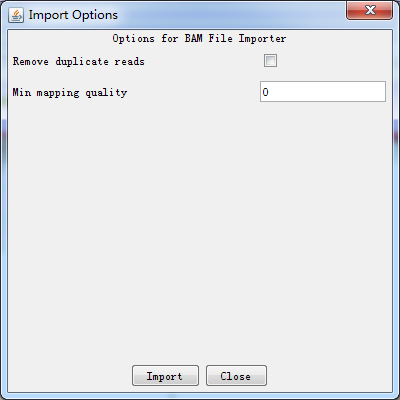 Import Options
Options for BAM File Importer
Remove duplicate reads
Min mapping quality
0
Import
Close